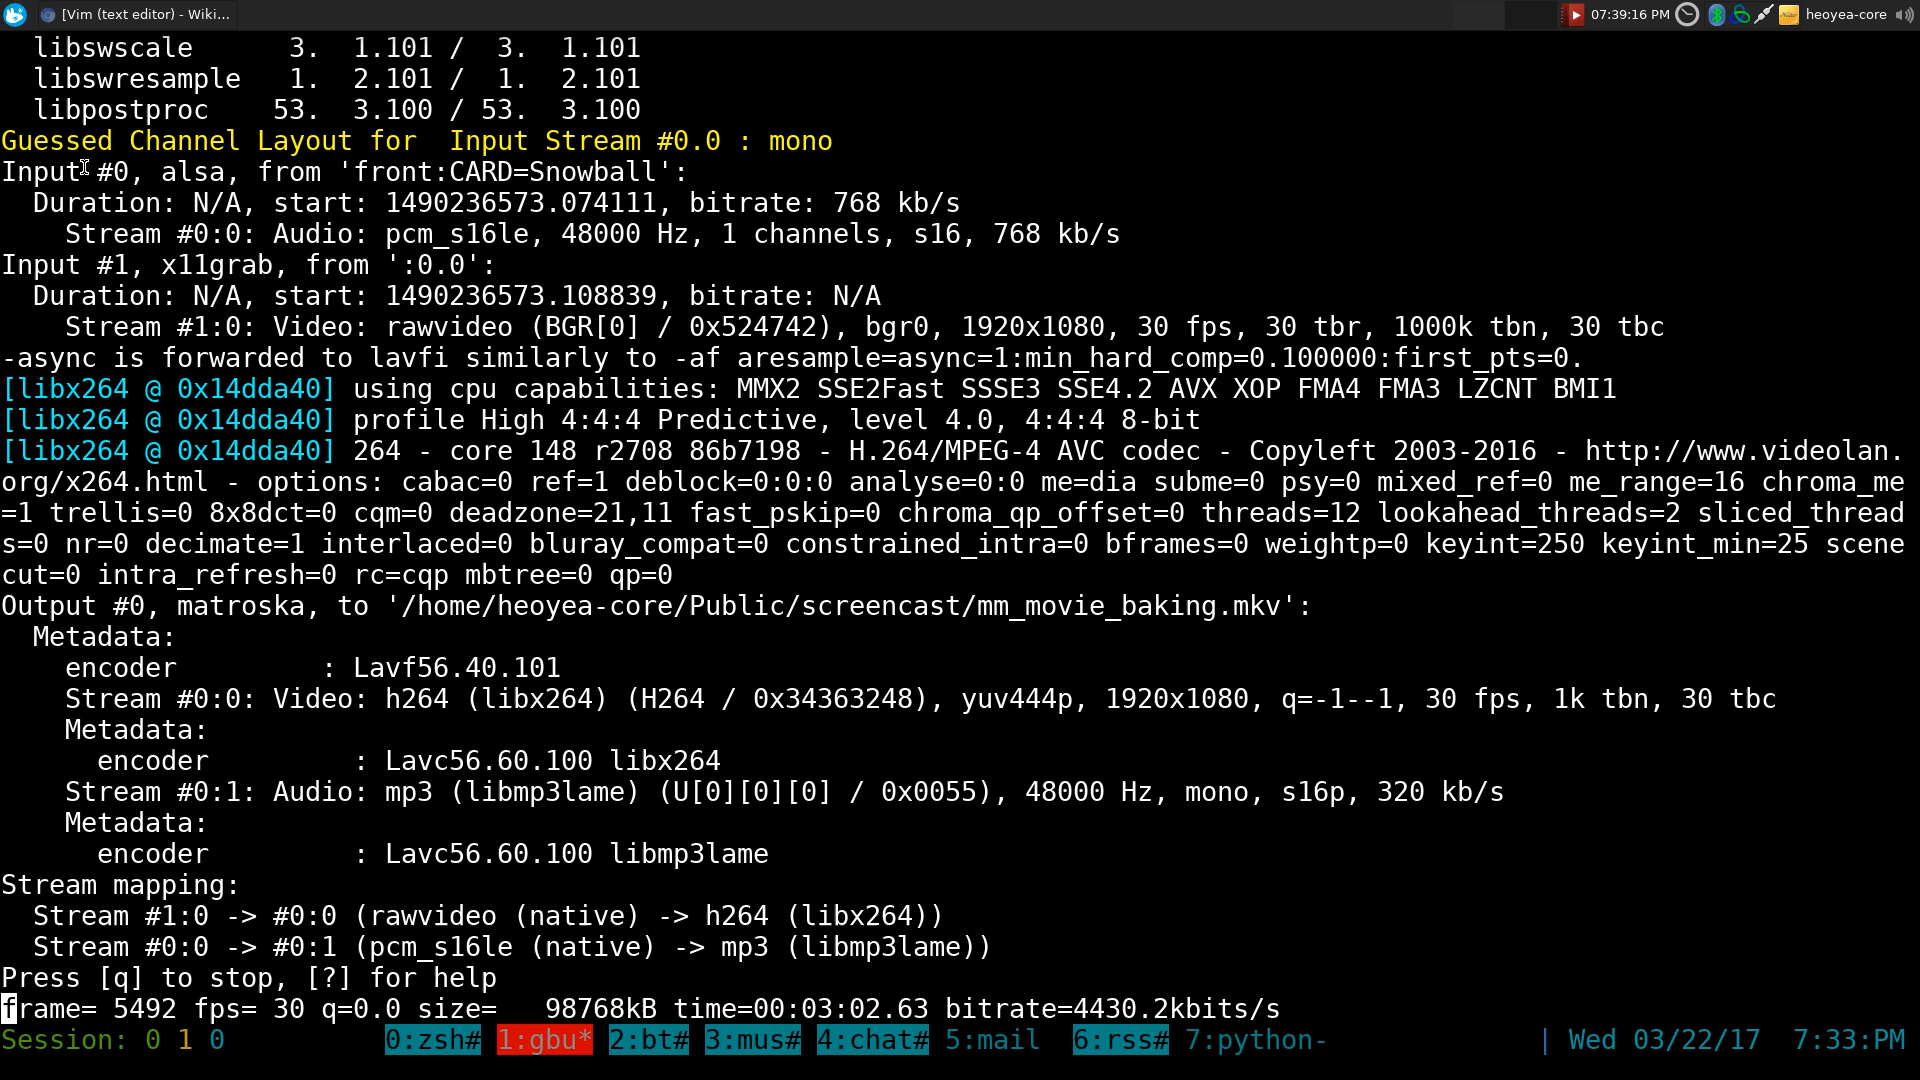 [Vim (text editor) - Wiki...
07:39:16 PM
heoyea-core
libswscale 3. 1.101 / 3. 1.101
libswresample 1. 2.101 / 1. 2.101
libpostproc 53. 3.100 / 53. 3.100
Guessed Channel Layout for Input Stream #0.0 : mono
Input #0, alsa, from 'front:CARD=Snowball':
Duration: N/A, start: 1490236573.074111, bitrate: 768 kb/s
Stream #0:0: Audio: pcm_s16le, 48000 Hz, 1 channels, s16, 768 kb/s
Input #1, x11grab, from ':0.0':
Duration: N/A, start: 1490236573.108839, bitrate: N/A
Stream #1:0: Video: rawvideo (BGR[0] / 0x524742), bgr0, 1920x1080, 30 fps, 30 tbr, 1000k tbn, 30 tbc
-async is forwarded to lavfi similarly to -af aresample=async=1:min_hard_comp=0.100000:first_pts=0.
[libx264 @ 0x14dda40] using cpu capabilities: MMX2 SSE2Fast SSSE3 SSE4.2 AVX XOP FMA4 FMA3 LZCNT BMI1
[libx264 @ 0x14dda40] profile High 4:4:4 Predictive, level 4.0, 4:4:4 8-bit
[libx264 @ 0x14dda40] 264 - core 148 r2708 86b7198 - H.264/MPEG-4 AVC codec - Copyleft 2003-2016 - http://www.videolan.
org/x264.html - options: cabac=0 ref=1 deblock=0:0:0 analyse=0:0 me=dia subme=0 psy=0 mixed_ref=0 me_range=16 chroma_me
=1 trellis=0 8x8dct=0 cqm=0 deadzone=21,11 fast_pskip=0 chroma_qp_offset=0 threads=12 lookahead_threads=2 sliced_thread
s=0 nr=0 decimate=1 interlaced=0 bluray_compat=0 constrained_intra=0 bframes=0 weightp=0 keyint=250 keyint_min=25 scene
cut=0 intra_refresh=0 rc=cqp mbtree=0 qp=0
Output #0, matroska, to '/home/heoyea-core/Public/screencast/mm_movie_baking.mkv':
Metadata:
encoder : Lavf56.40.101
Stream #0:0: Video: h264 (libx264) (H264 / 0x34363248), yuv444p, 1920x1080, q=-1--1, 30 fps, 1k tbn, 30 tbc
Metadata:
encoder : Lavc56.60.100 libx264
Stream #0:1: Audio: mp3 (libmp3lame) (U[0][0][0] / 0x0055), 48000 Hz, mono, s16p, 320 kb/s
Metadata:
encoder : Lavc56.60.100 libmp3lame
Stream mapping:
Stream #1:0 -> #0:0 (rawvideo (native) -> h264 (libx264))
Stream #0:0 -> #0:1 (pcm_s16le (native) -> mp3 (libmp3lame))
Press [q] to stop, [?] for help
frame= 5492 fps= 30 q=0.0 size= 98768kB time=00:03:02.63 bitrate=4430.2kbits/s
Session: 0 1 0 0:zsh# 1:gbu* 2:bt# 3:mus# 4:chat# 5:mail 6:rss# 7:python- | Wed 03/22/17 7:33:PM